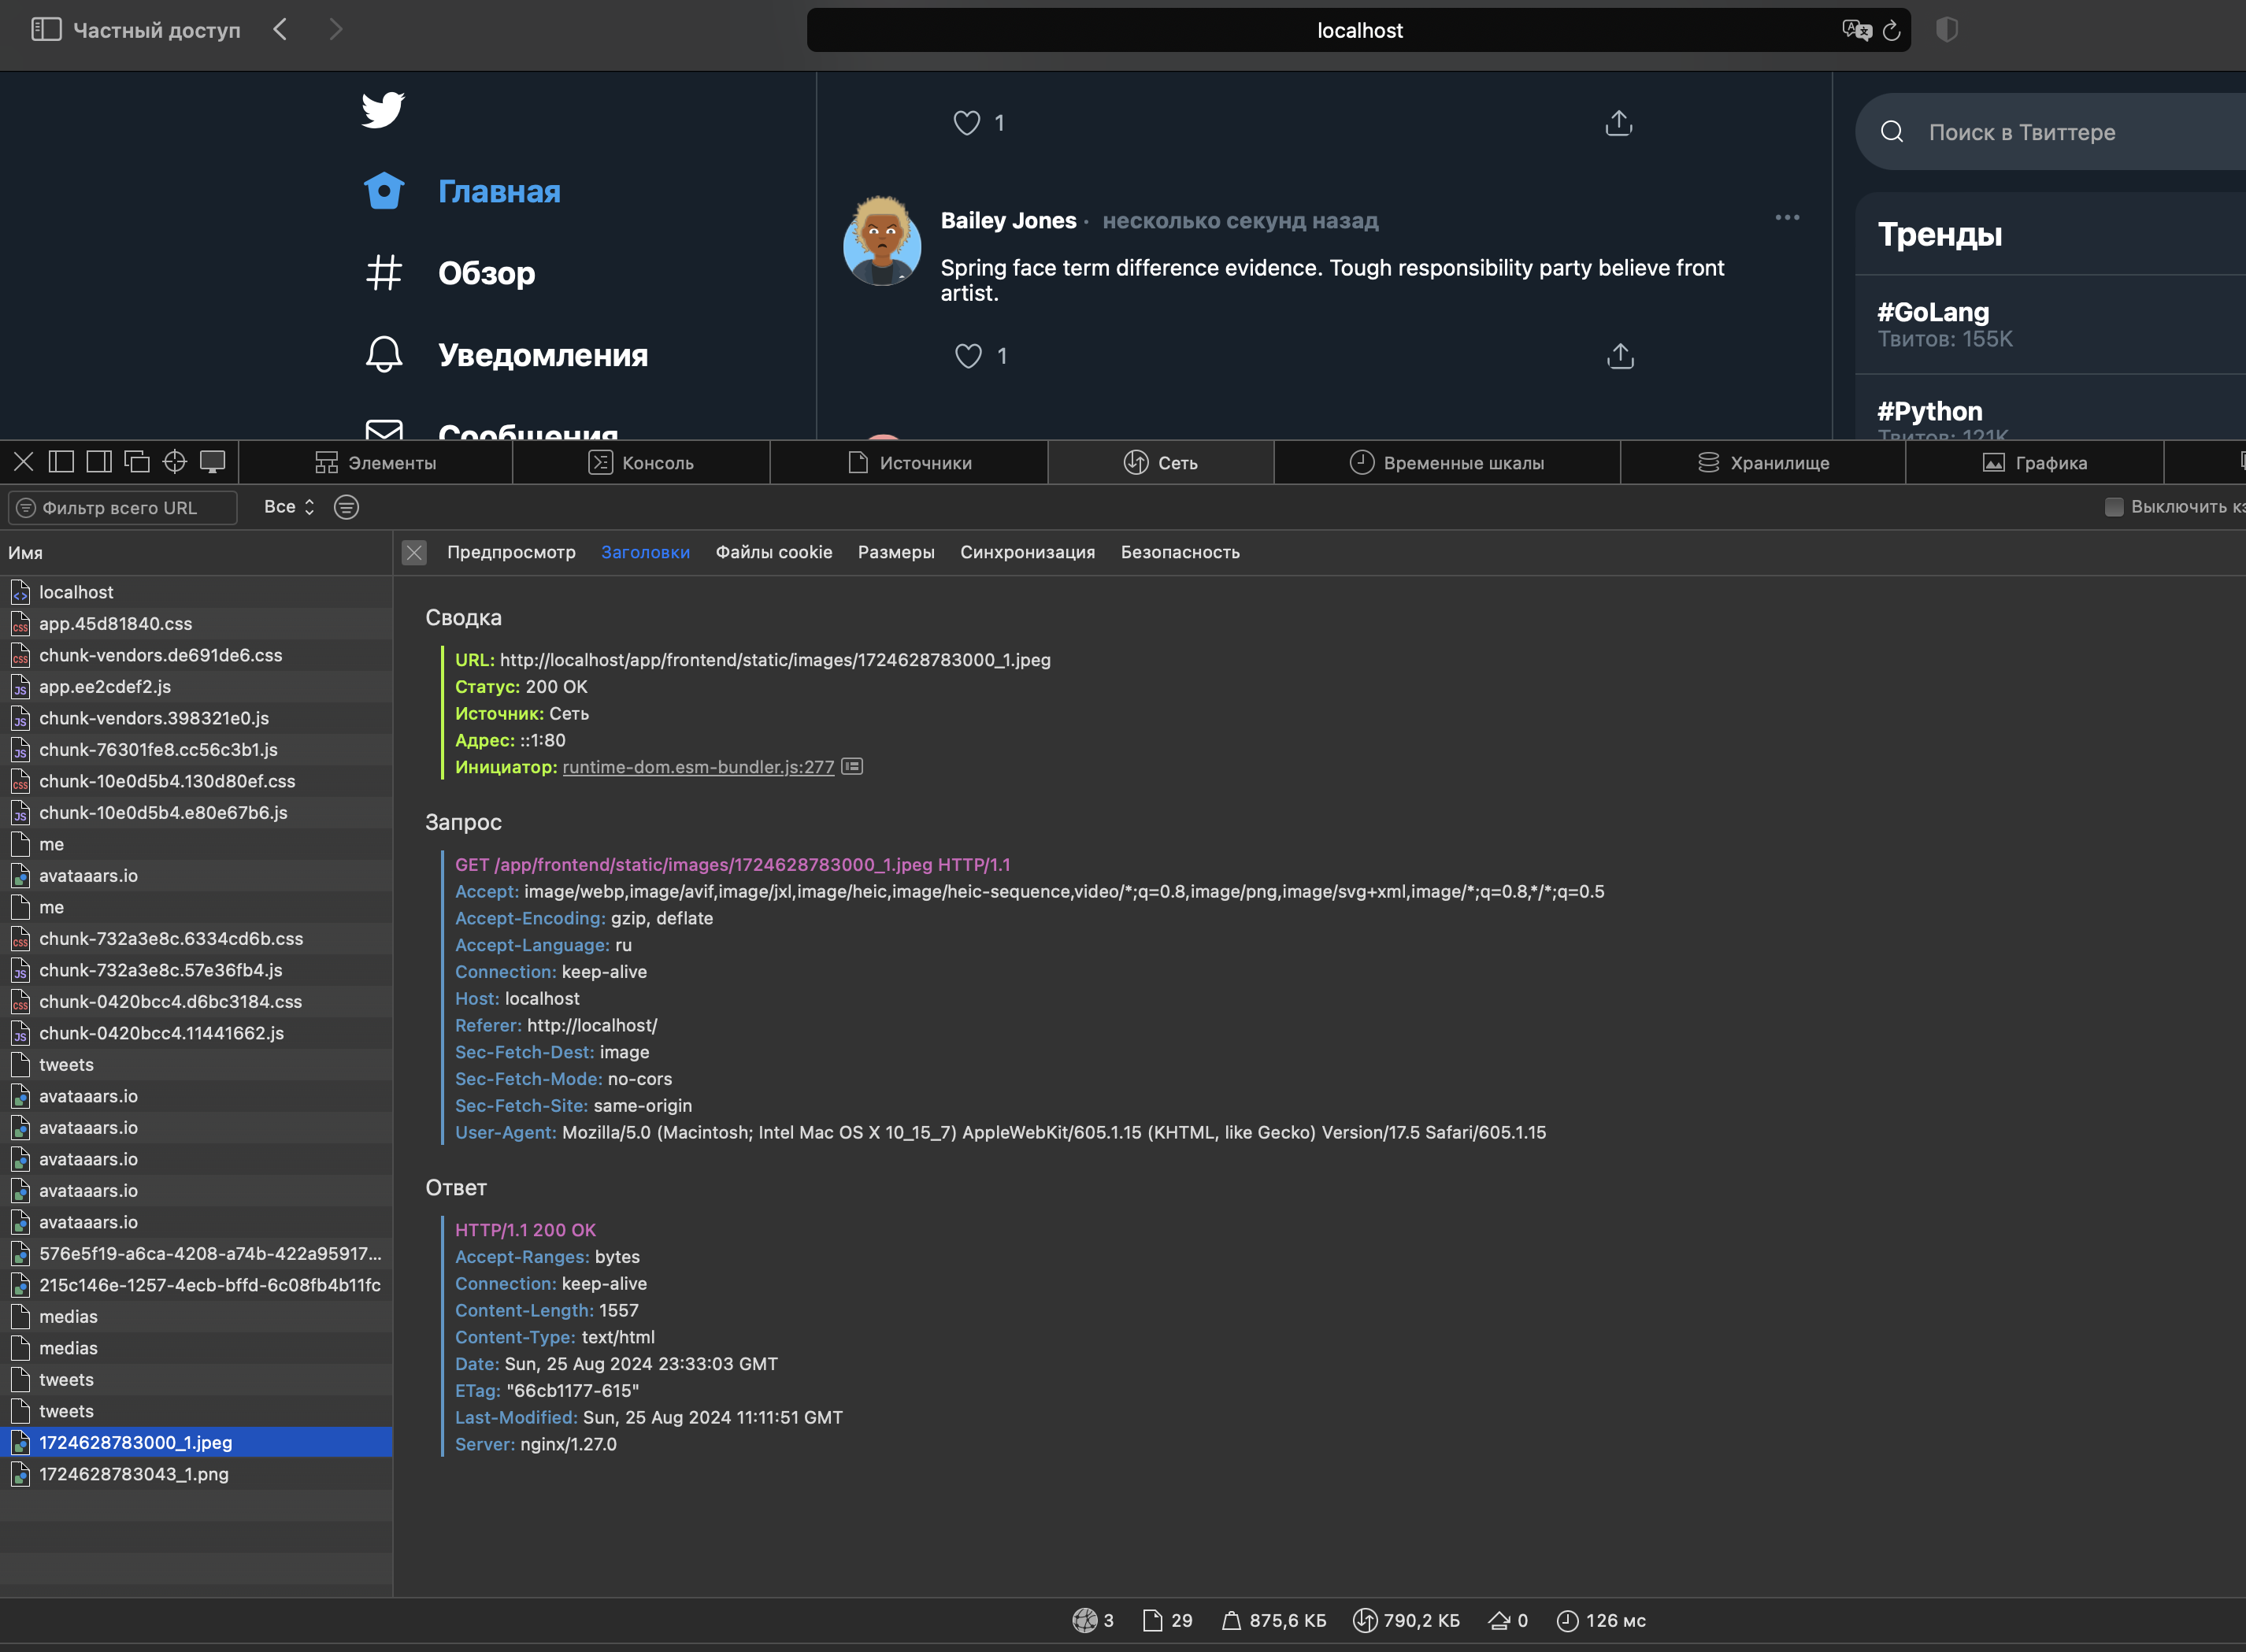 Частный доступ
localhost
1
Поиск в Твиттере
Главная
Bailey Jones · несколько секунд назад
Тренды
Обзор
Spring face term difference evidence. Tough responsibility party believe front
artist.
#GoLang
Твитов: 155K
Уведомления
1
#Python
Твитов: 121K
Сообщения
Элементы
Консоль
Источники
Сеть
Временные шкалы
Хранилище
Графика
Фильтр всего URL
Все
Выключить кэ
Имя
Предпросмотр
Заголовки
Файлы cookie
Размеры
Синхронизация
Безопасность
localhost
app.45d81840.css
chunk-vendors.de691de6.css
app.ee2cdef2.js
chunk-vendors.398321e0.js
chunk-76301fe8.cc56c3b1.js
chunk-10e0d5b4.130d80ef.css
chunk-10e0d5b4.e80e67b6.js
me
avataaars.io
me
chunk-732a3e8c.6334cd6b.css
chunk-732a3e8c.57e36fb4.js
chunk-0420bcc4.d6bc3184.css
chunk-0420bcc4.11441662.js
tweets
avataaars.io
avataaars.io
avataaars.io
avataaars.io
avataaars.io
576e5f19-a6ca-4208-a74b-422a95917...
215c146e-1257-4ecb-bffd-6c08fb4b11fc
medias
medias
tweets
tweets
1724628783000_1.jpeg
1724628783043_1.png
Сводка
URL: http://localhost/app/frontend/static/images/1724628783000_1.jpeg
Статус: 200 OK
Источник: Сеть
Адрес: ::1:80
Инициатор: runtime-dom.esm-bundler.js:277
Запрос
GET /app/frontend/static/images/1724628783000_1.jpeg HTTP/1.1
Accept: image/webp,image/avif,image/jxl,image/heic,image/heic-sequence,video/*;q=0.8,image/png,image/svg+xml,image/*;q=0.8,*/*;q=0.5
Accept-Encoding: gzip, deflate
Accept-Language: ru
Connection: keep-alive
Host: localhost
Referer: http://localhost/
Sec-Fetch-Dest: image
Sec-Fetch-Mode: no-cors
Sec-Fetch-Site: same-origin
User-Agent: Mozilla/5.0 (Macintosh; Intel Mac OS X 10_15_7) AppleWebKit/605.1.15 (KHTML, like Gecko) Version/17.5 Safari/605.1.15
Ответ
HTTP/1.1 200 OK
Accept-Ranges: bytes
Connection: keep-alive
Content-Length: 1557
Content-Type: text/html
Date: Sun, 25 Aug 2024 23:33:03 GMT
ETag: "66cb1177-615"
Last-Modified: Sun, 25 Aug 2024 11:11:51 GMT
Server: nginx/1.27.0
3
29
875,6 КБ
790,2 КБ
0
126 мс